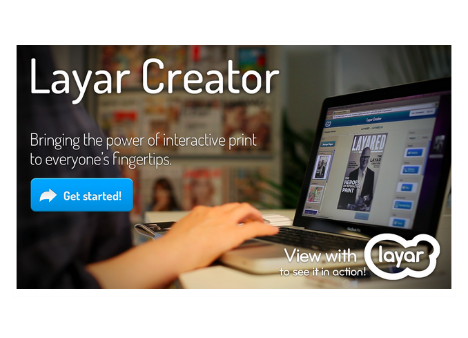 Layar Creator
Bringing the power of interactive print
to everyone's fingertips.
Get started!
Layar Creator
LAYARED
View with layar
to see it in action!